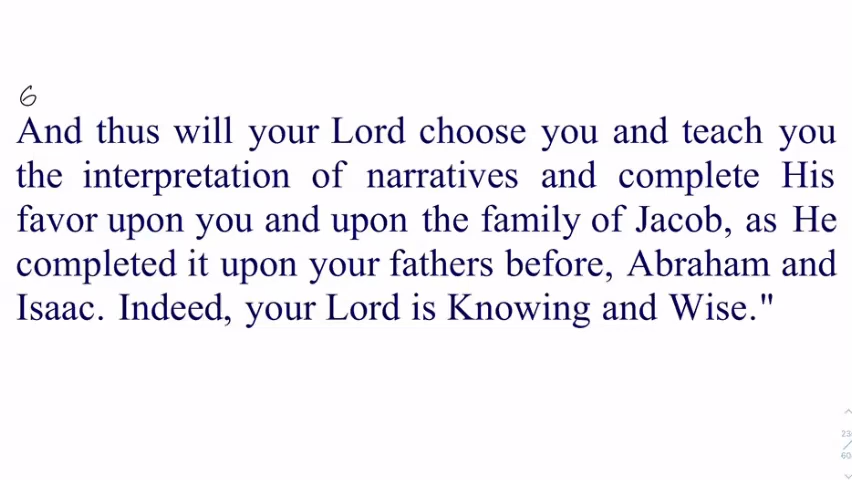 6
And thus will your Lord choose you and teach you
the interpretation of narratives and complete His
favor upon you and upon the family of Jacob, as He
completed it upon your fathers before, Abraham and
Isaac. Indeed, your Lord is Knowing and Wise."
23/
60